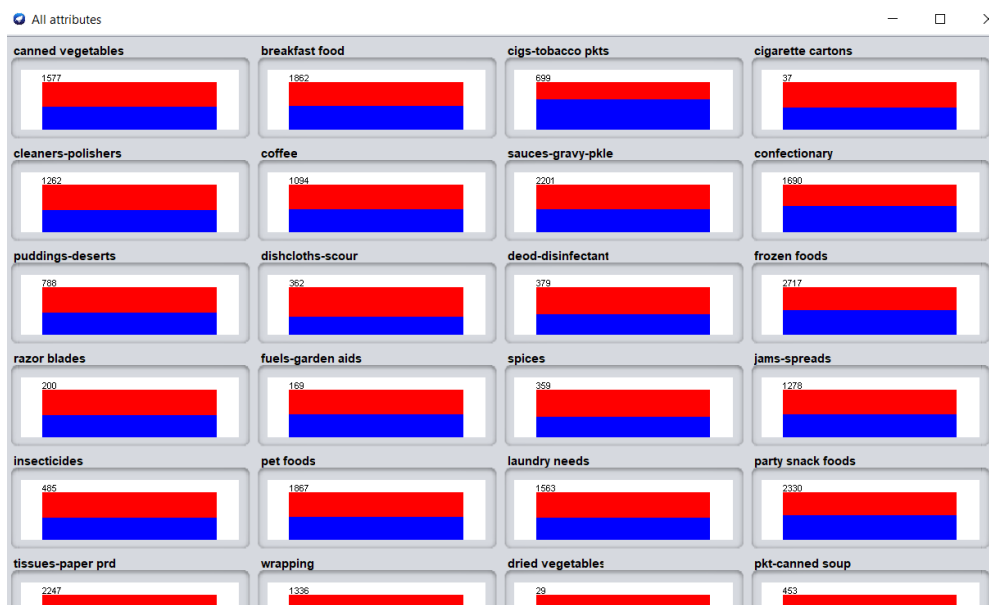 All attributes
canned vegetables breakfast food cigs-tobacco pkts cigarette cartons
1577 1862 699 37
cleaners-polishers coffee sauces-gravy-pkle confectionary
1262 1094 2201 1690
puddings-deserts dishcloths-scour deod-disinfectant frozen foods
788 362 379 2717
razor blades fuels-garden aids spices jams-spreads
200 169 359 1278
insecticides pet foods laundry needs party snack foods
485 1867 1563 2330
tissues-paper prd wrapping dried vegetables pkt-canned soup
2247 1336 29 453